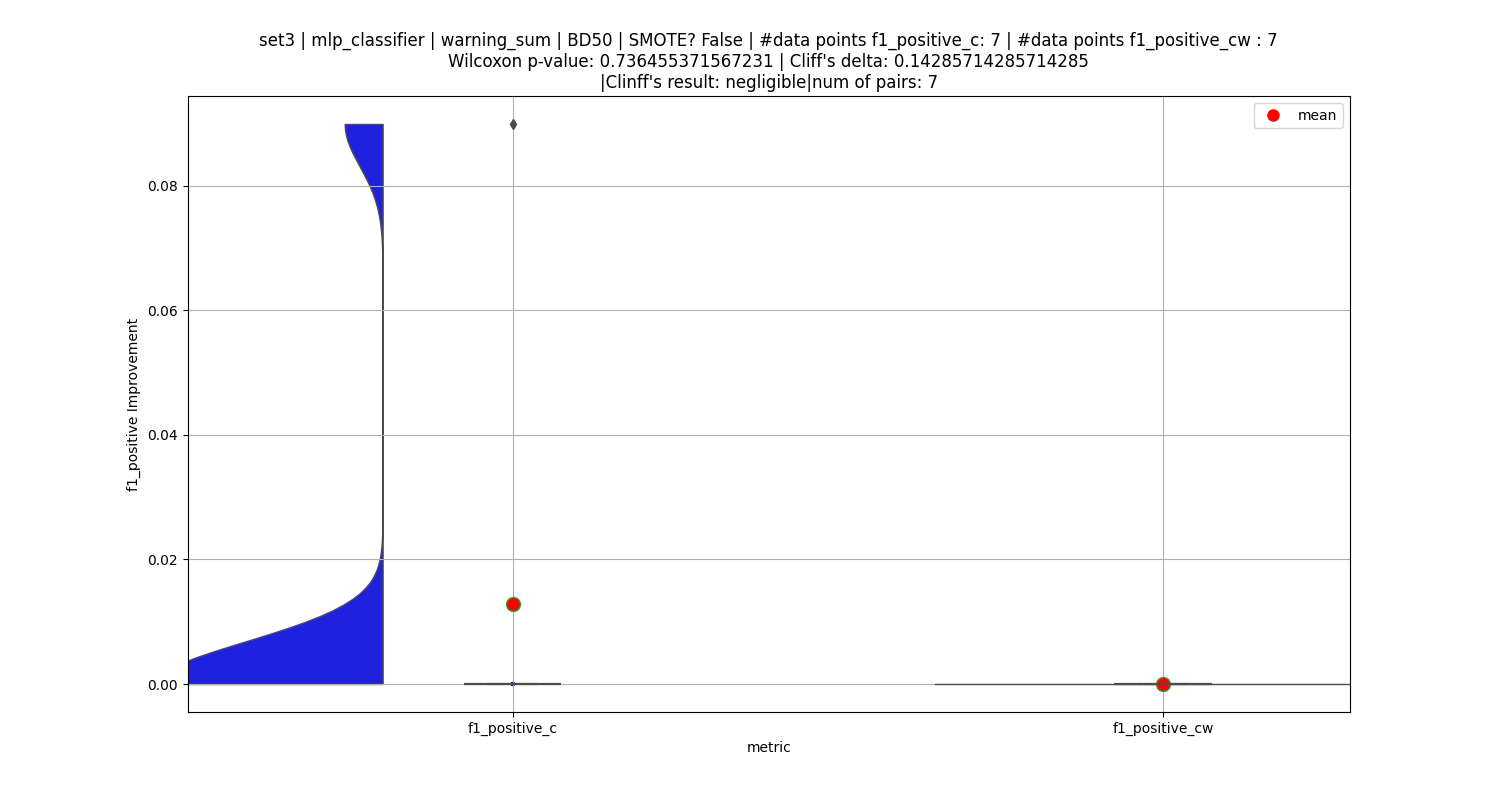 set3 | mlp_classifier | warning_sum | BD50 | SMOTE? False | #data points f1_positive_c: 7 | #data points f1_positive_cw : 7
Wilcoxon p-value: 0.736455371567231 | Cliff's delta: 0.14285714285714285
|Clinff's result: negligible|num of pairs: 7
mean
0.08
0.06
0.04
0.02
0.00
f1_positive Improvement
f1_positive_c
f1_positive_cw
metric